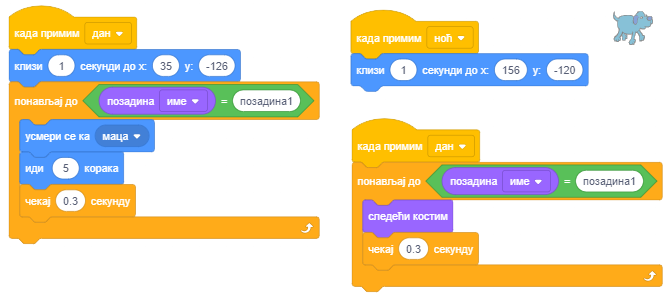 када примим дан
клизи 1 секунди до x: 35 y: -126
понављај до позадина име = позадина1
усмери се ка маца
иди 5 корака
чекај 0.3 секунду
када примим ноћ
клизи 1 секунди до x: 156 y: -120
када примим дан
понављај до позадина име = позадина1
следећи костим
чекај 0.3 секунду